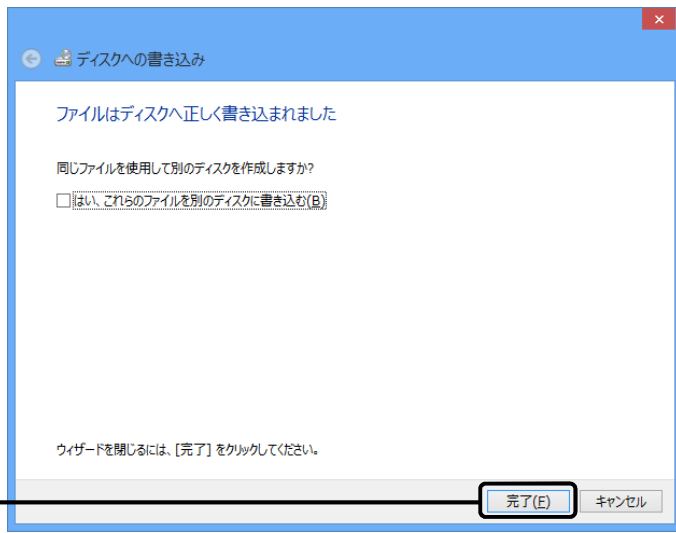 ディスクへの書き込み
ファイルはディスクへ正しく書き込まれました
同じファイルを使用して別のディスクを作成しますか?
はい、これらのファイルを別のディスクに書き込む(B)
ウィザードを閉じるには、[完了] をクリックしてください。
完了(F) キャンセル